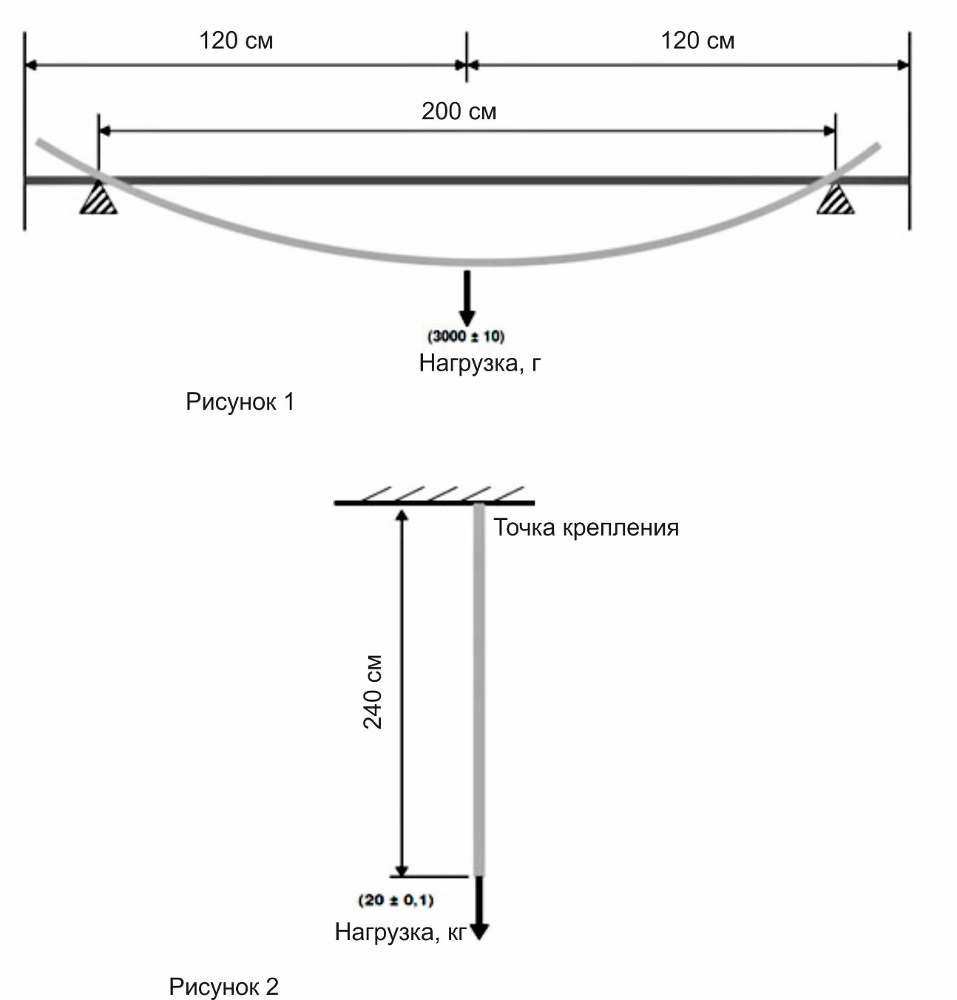 120 см
120 см
200 см
(3000 ± 10)
Нагрузка, г
Рисунок 1
Точка крепления
240 см
(20 ± 0,1)
Нагрузка, кг
Рисунок 2